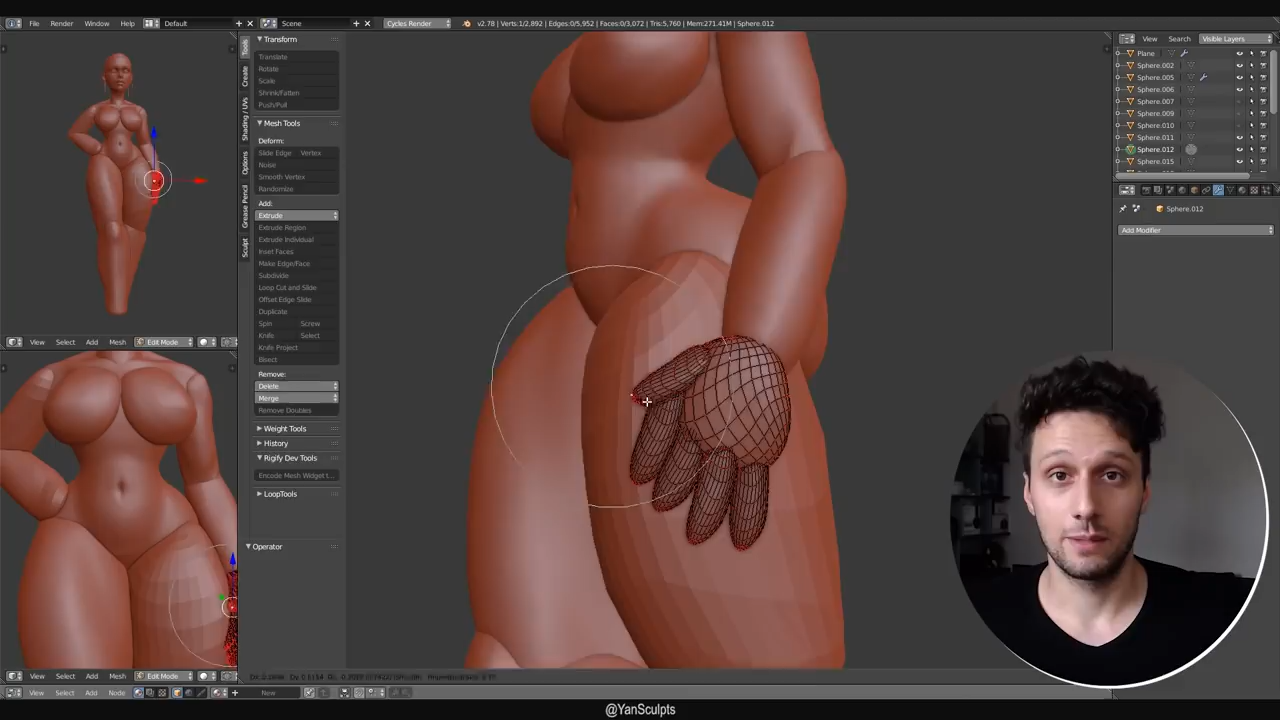 File Render Window Help Default Scene Cycles Render v2.78 | Verts:1/2,892 | Edges:0/5,952 | Faces:0/3,072 | Tris:5,760 | Mem:271.41M | Sphere.012
Tools
Create
Shading / UVs
Options
Grease Pencil
Sculpt
Transform
Translate
Rotate
Scale
Shrink/Fatten
Push/Pull
Mesh Tools
Deform:
Slide Edge Vertex
Noise
Smooth Vertex
Randomize
Add:
Extrude
Extrude Region
Extrude Individual
Inset Faces
Make Edge/Face
Subdivide
Loop Cut and Slide
Offset Edge Slide
Duplicate
Spin Screw
Knife Select
Knife Project
Bisect
Remove:
Delete
Merge
Remove Doubles
Weight Tools
History
Rigify Dev Tools
Encode Mesh Widget t...
LoopTools
Operator
View Search Visible Layers
Plane
Sphere.002
Sphere.005
Sphere.006
Sphere.007
Sphere.009
Sphere.010
Sphere.011
Sphere.012
Sphere.015
Sphere.012
Add Modifier
View Select Add Mesh Edit Mode
View Select Add Mesh Edit Mode
View Select Add Node New
@YanSculpts